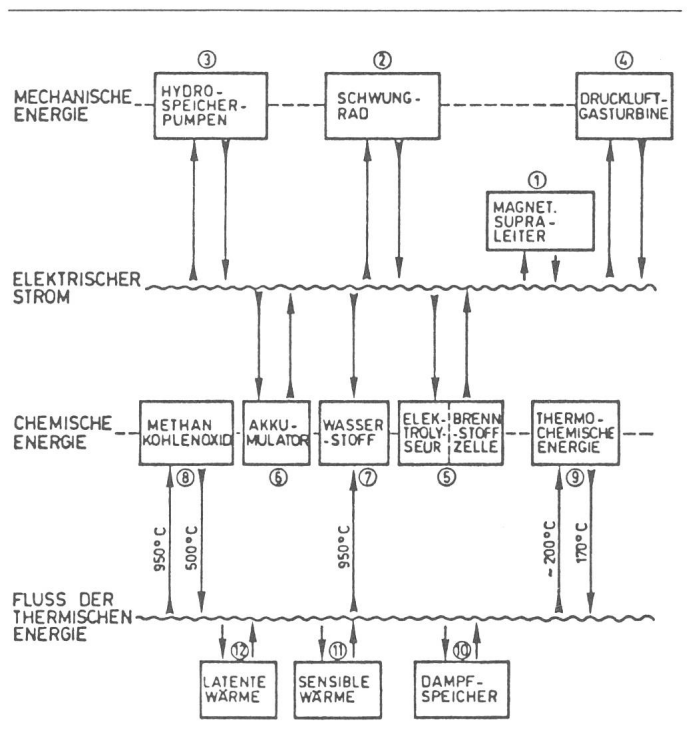 ③ ② ④
MECHANISCHE
ENERGIE
HYDRO-
SPEICHER-
PUMPEN
SCHWUNG-
RAD
DRUCKLUFT-
GASTURBINE
①
MAGNET.
SUPRA-
LEITER
ELEKTRISCHER
STROM
CHEMISCHE
ENERGIE
METHAN
KOHLENOXID
AKKU-
MULATOR
WASSER
-STOFF
ELEK-
TROLY-
SEUR
BRENN
-STOFF
ZELLE
THERMO-
CHEMISCHE
ENERGIE
⑧ ⑥ ⑦ ⑤ ⑨
950°C
500°C
950°C
~200°C
170°C
FLUSS DER
THERMISCHEN
ENERGIE
⑫ ⑪ ⑩
LATENTE
WÄRME
SENSIBLE
WÄRME
DAMPF-
SPEICHER